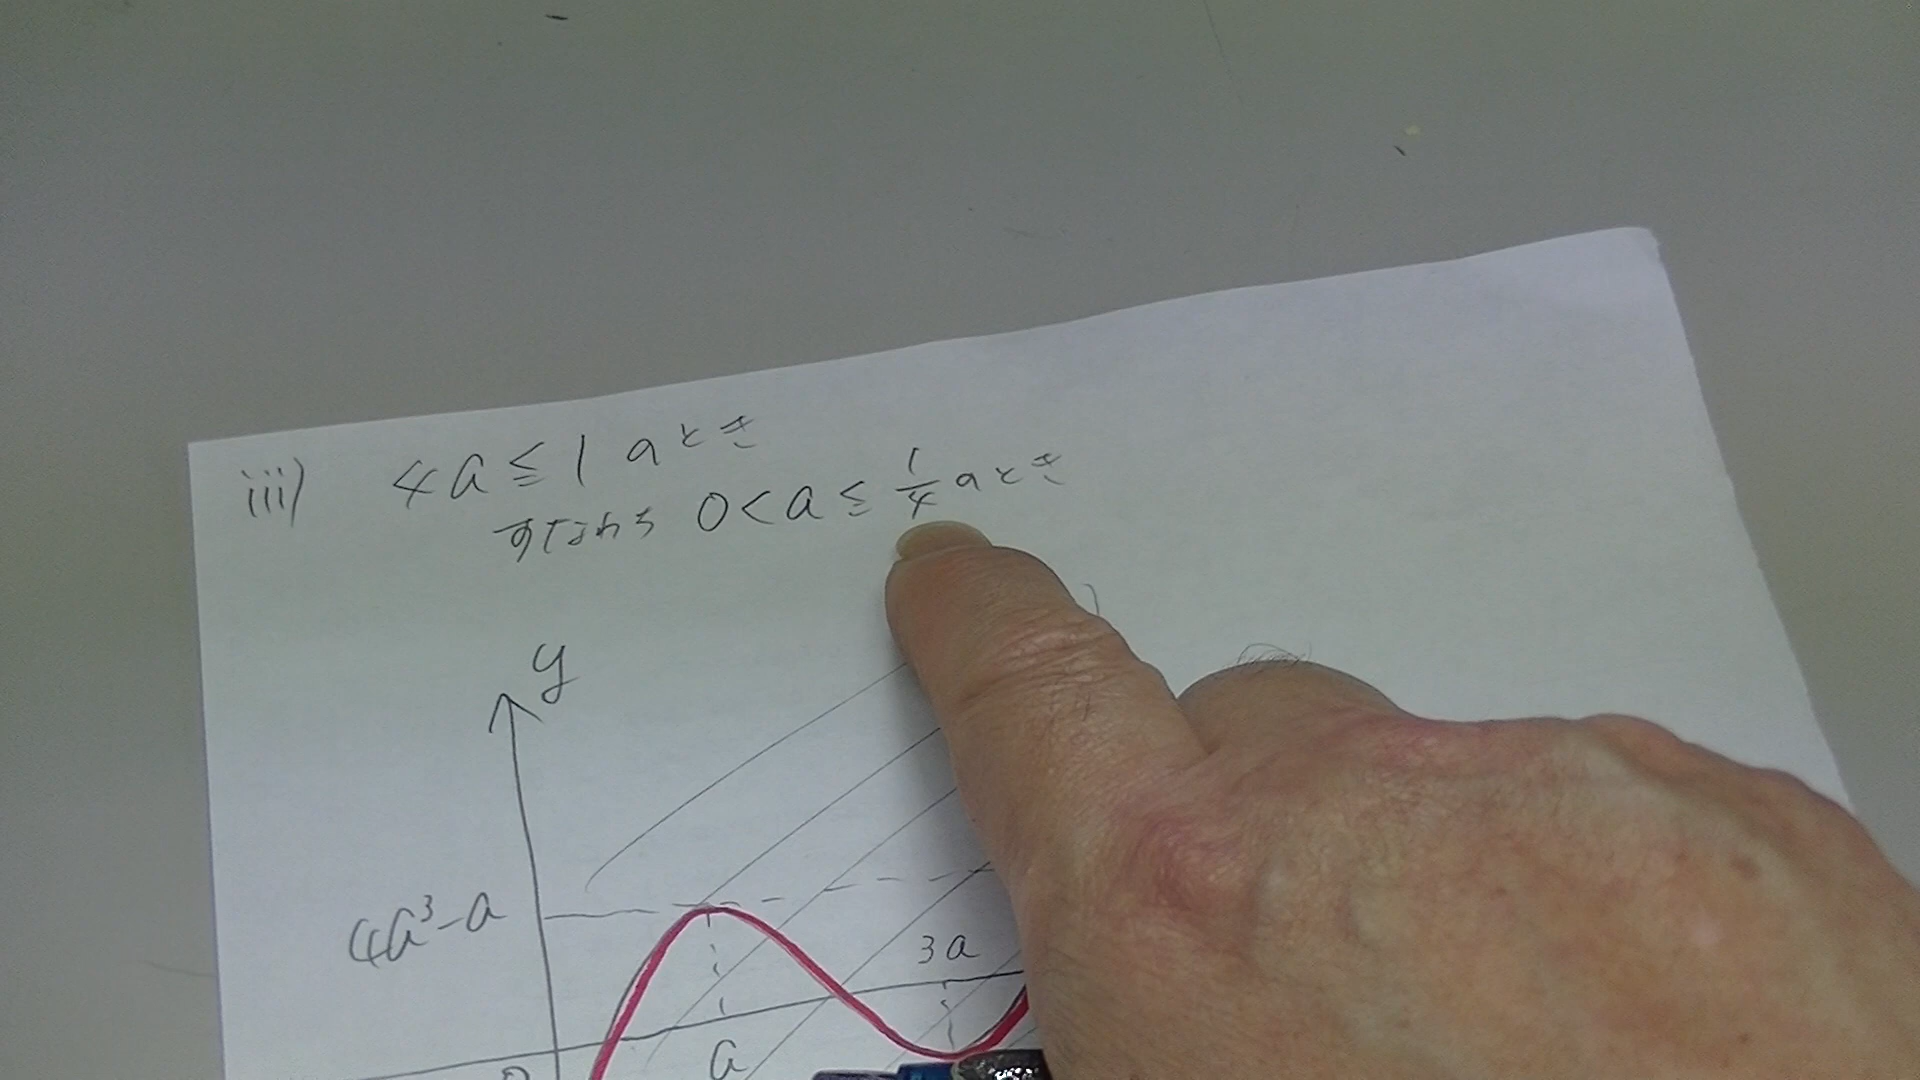 iii) 4a ≦ 1 のとき
すなわち 0 < a ≦ 1/4 のとき
y
4a³-a
3a
a